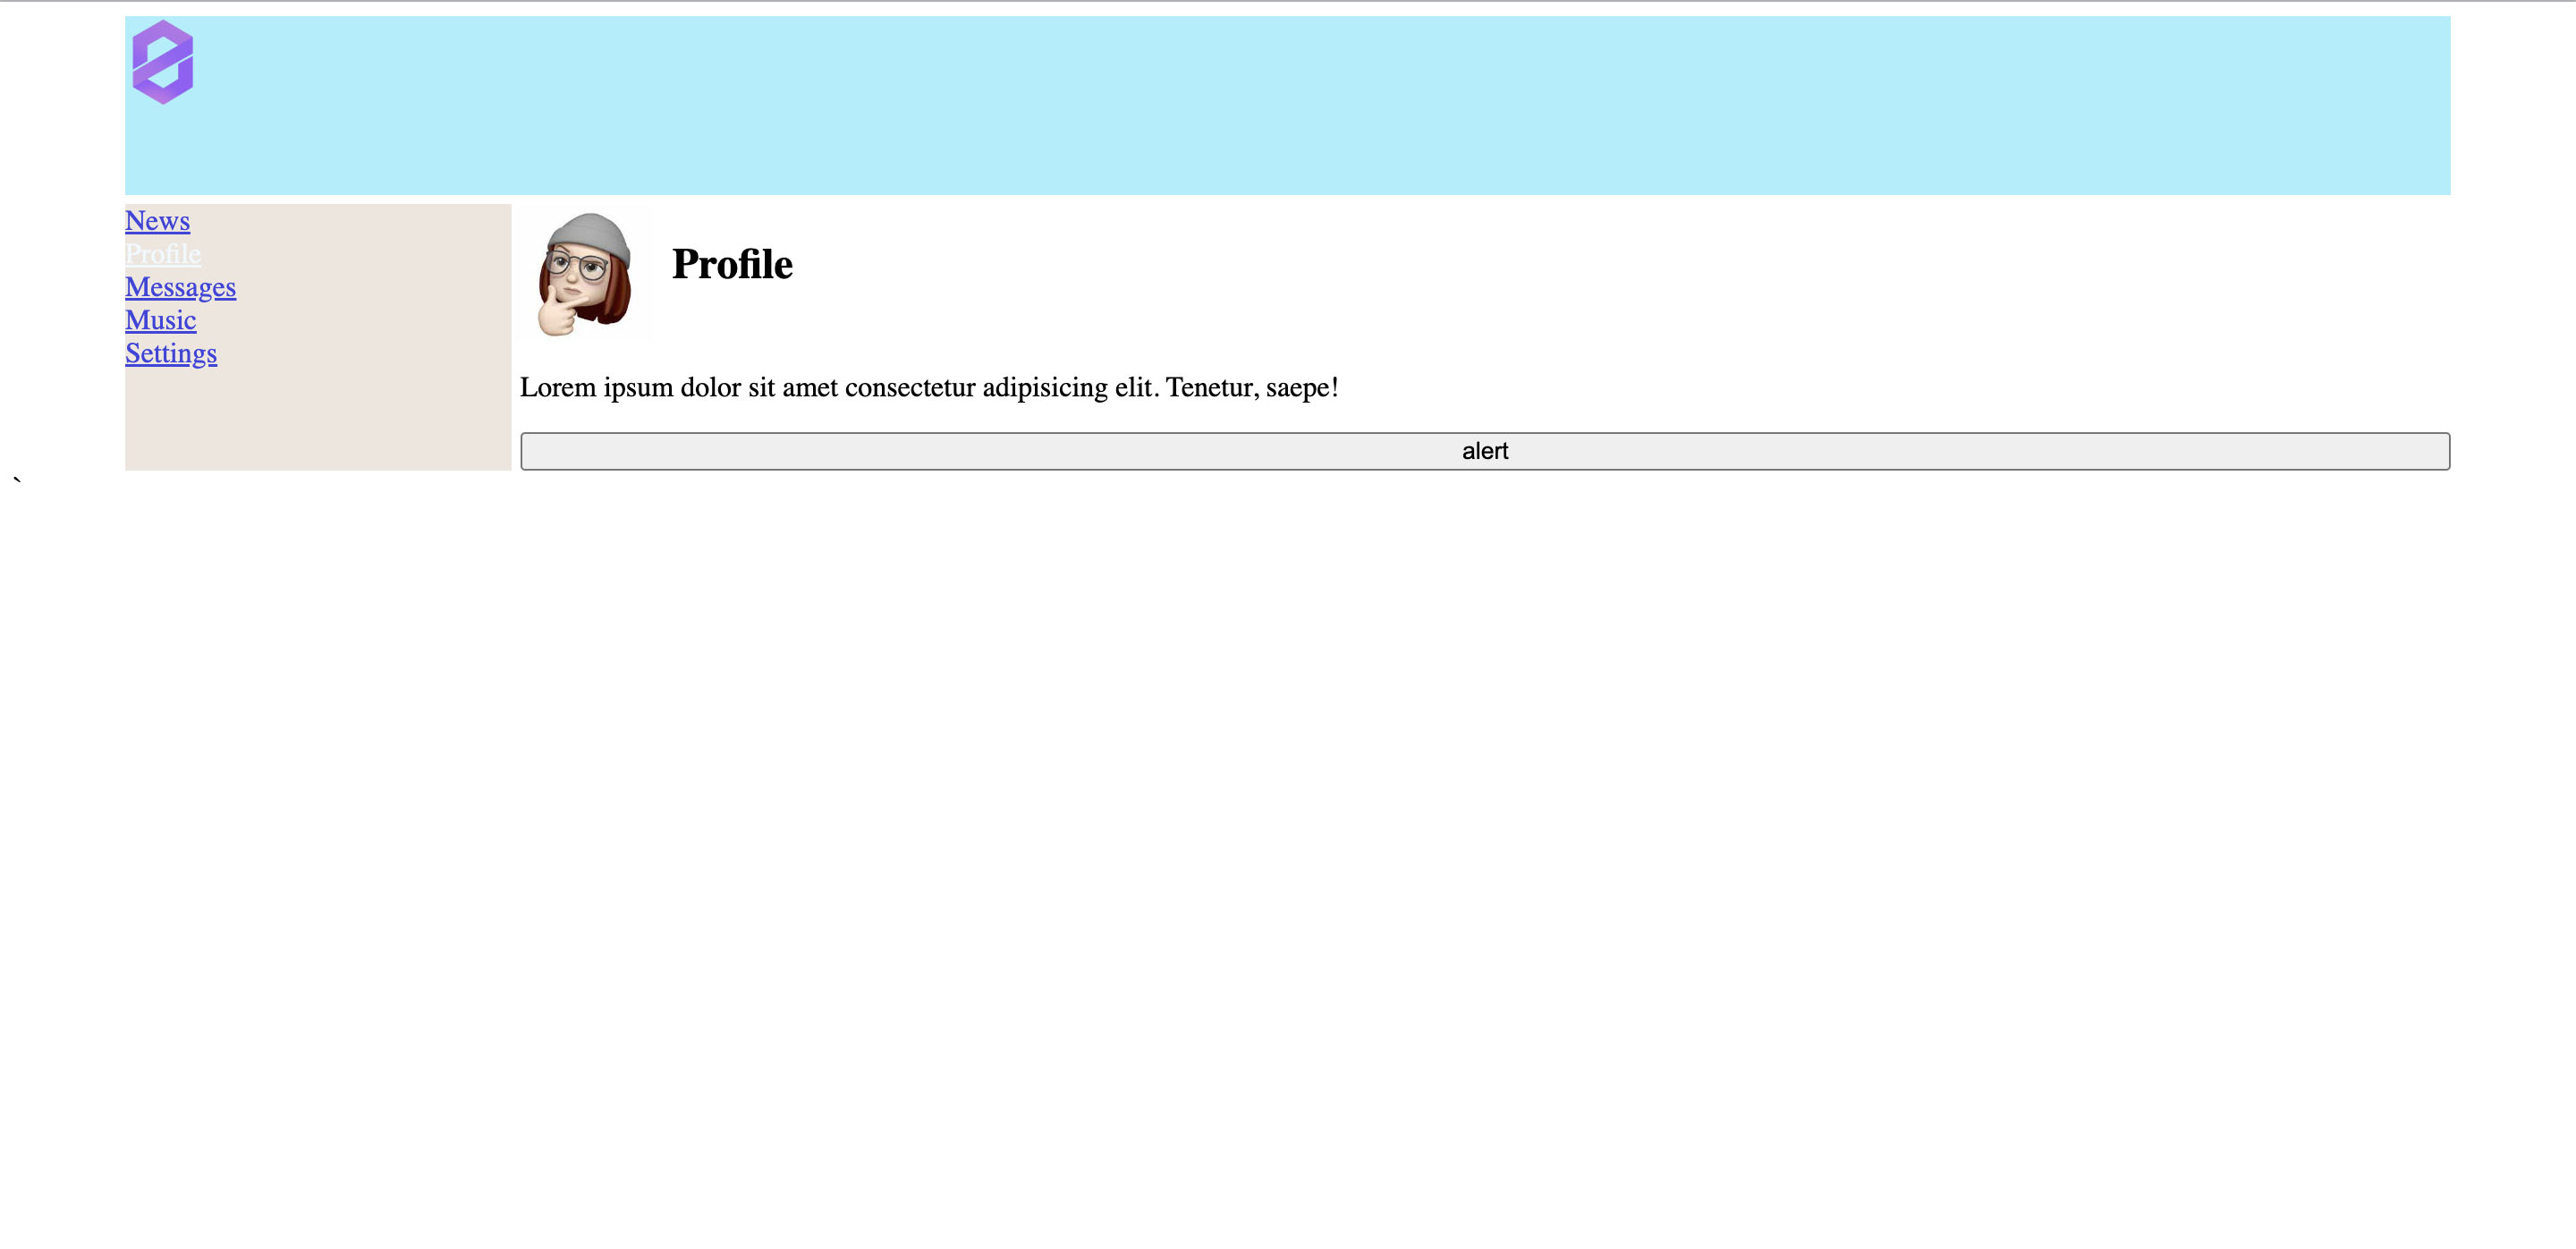 News
Profile
Messages
Music
Settings
Profile
Lorem ipsum dolor sit amet consectetur adipisicing elit. Tenetur, saepe!
alert
`